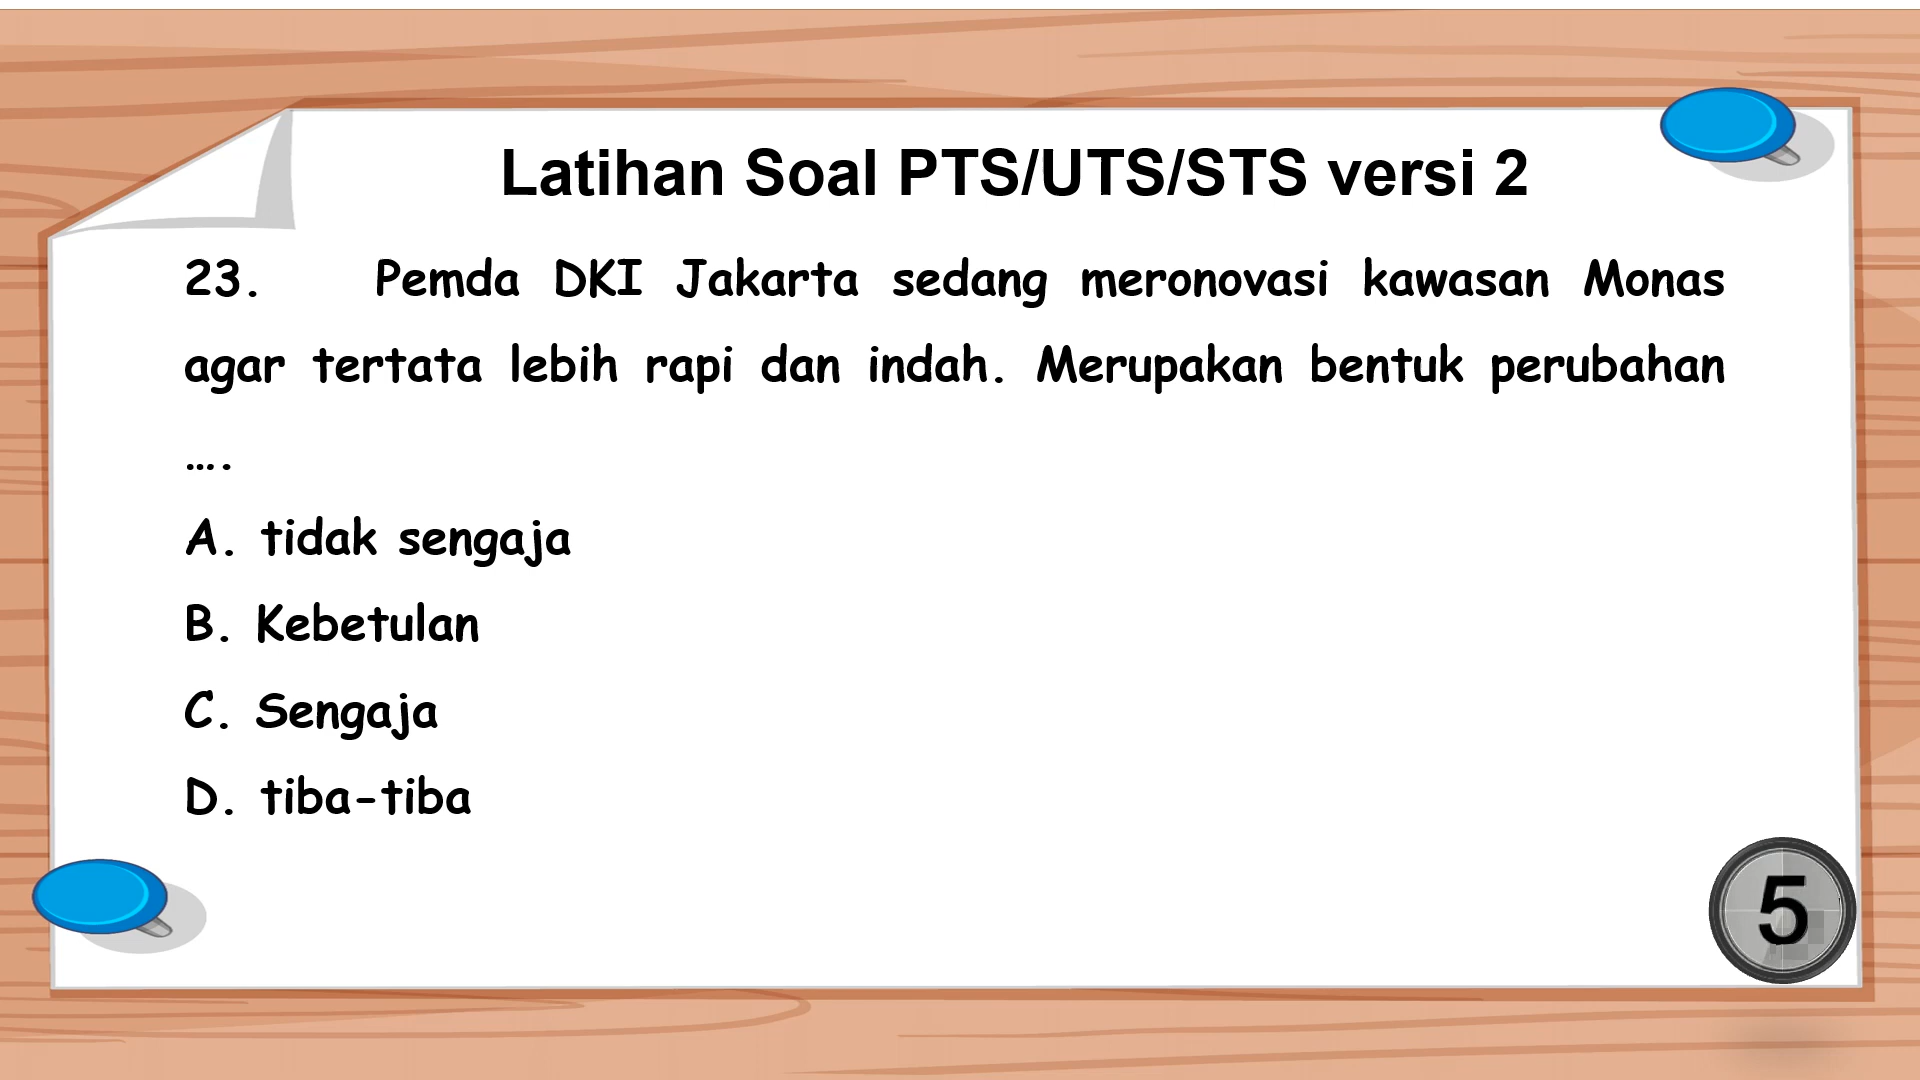 Latihan Soal PTS/UTS/STS versi 2
23. Pemda DKI Jakarta sedang meronovasi kawasan Monas
agar tertata lebih rapi dan indah. Merupakan bentuk perubahan
….
A. tidak sengaja
B. Kebetulan
C. Sengaja
D. tiba-tiba
5